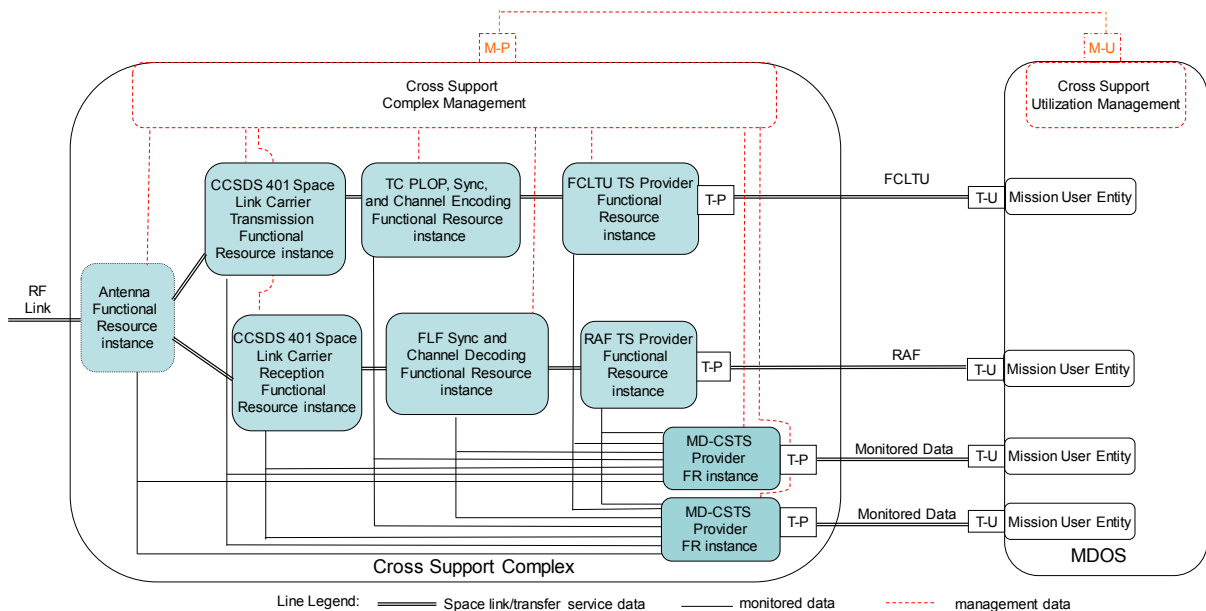 M-P
M-U
Cross Support
Complex Management
Cross Support
Utilization Management
CCSDS 401 Space
Link Carrier
Transmission
Functional
Resource instance
TC PLOP, Sync,
and Channel Encoding
Functional Resource
instance
FCLTU TS Provider
Functional
Resource
instance
T-P
FCLTU
T-U
Mission User Entity
RF
Link
Antenna
Functional
Resource
instance
CCSDS 401 Space
Link Carrier
Reception
Functional
Resource instance
FLF Sync and
Channel Decoding
Functional Resource
instance
RAF TS Provider
Functional
Resource
instance
T-P
RAF
T-U
Mission User Entity
MD-CSTS
Provider
FR instance
T-P
Monitored Data
T-U
Mission User Entity
MD-CSTS
Provider
FR instance
T-P
Monitored Data
T-U
Mission User Entity
Cross Support Complex
MDOS
Line Legend:
Space link/transfer service data
monitored data
management data